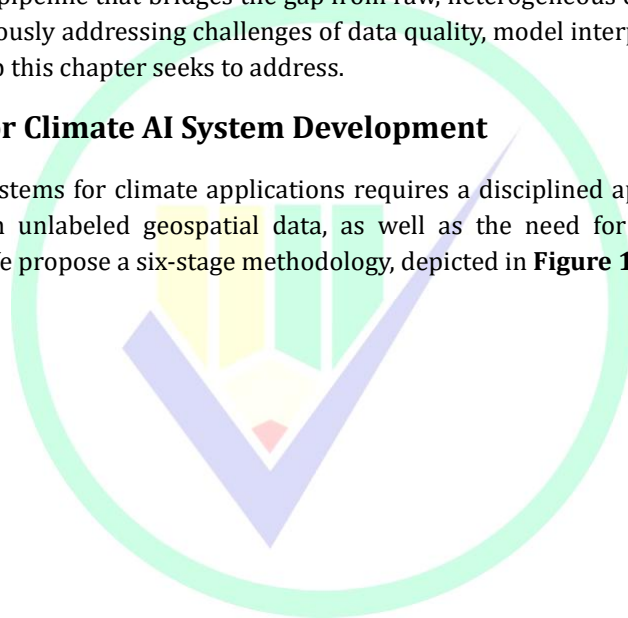 pipeline that bridges the gap from raw, heterogeneous
ously addressing challenges of data quality, model
this chapter seeks to address.
or Climate AI System Development
stems for climate applications requires a disciplined
unlabeled geospatial data, as well as the need for
e propose a six-stage methodology, depicted in Figure 1